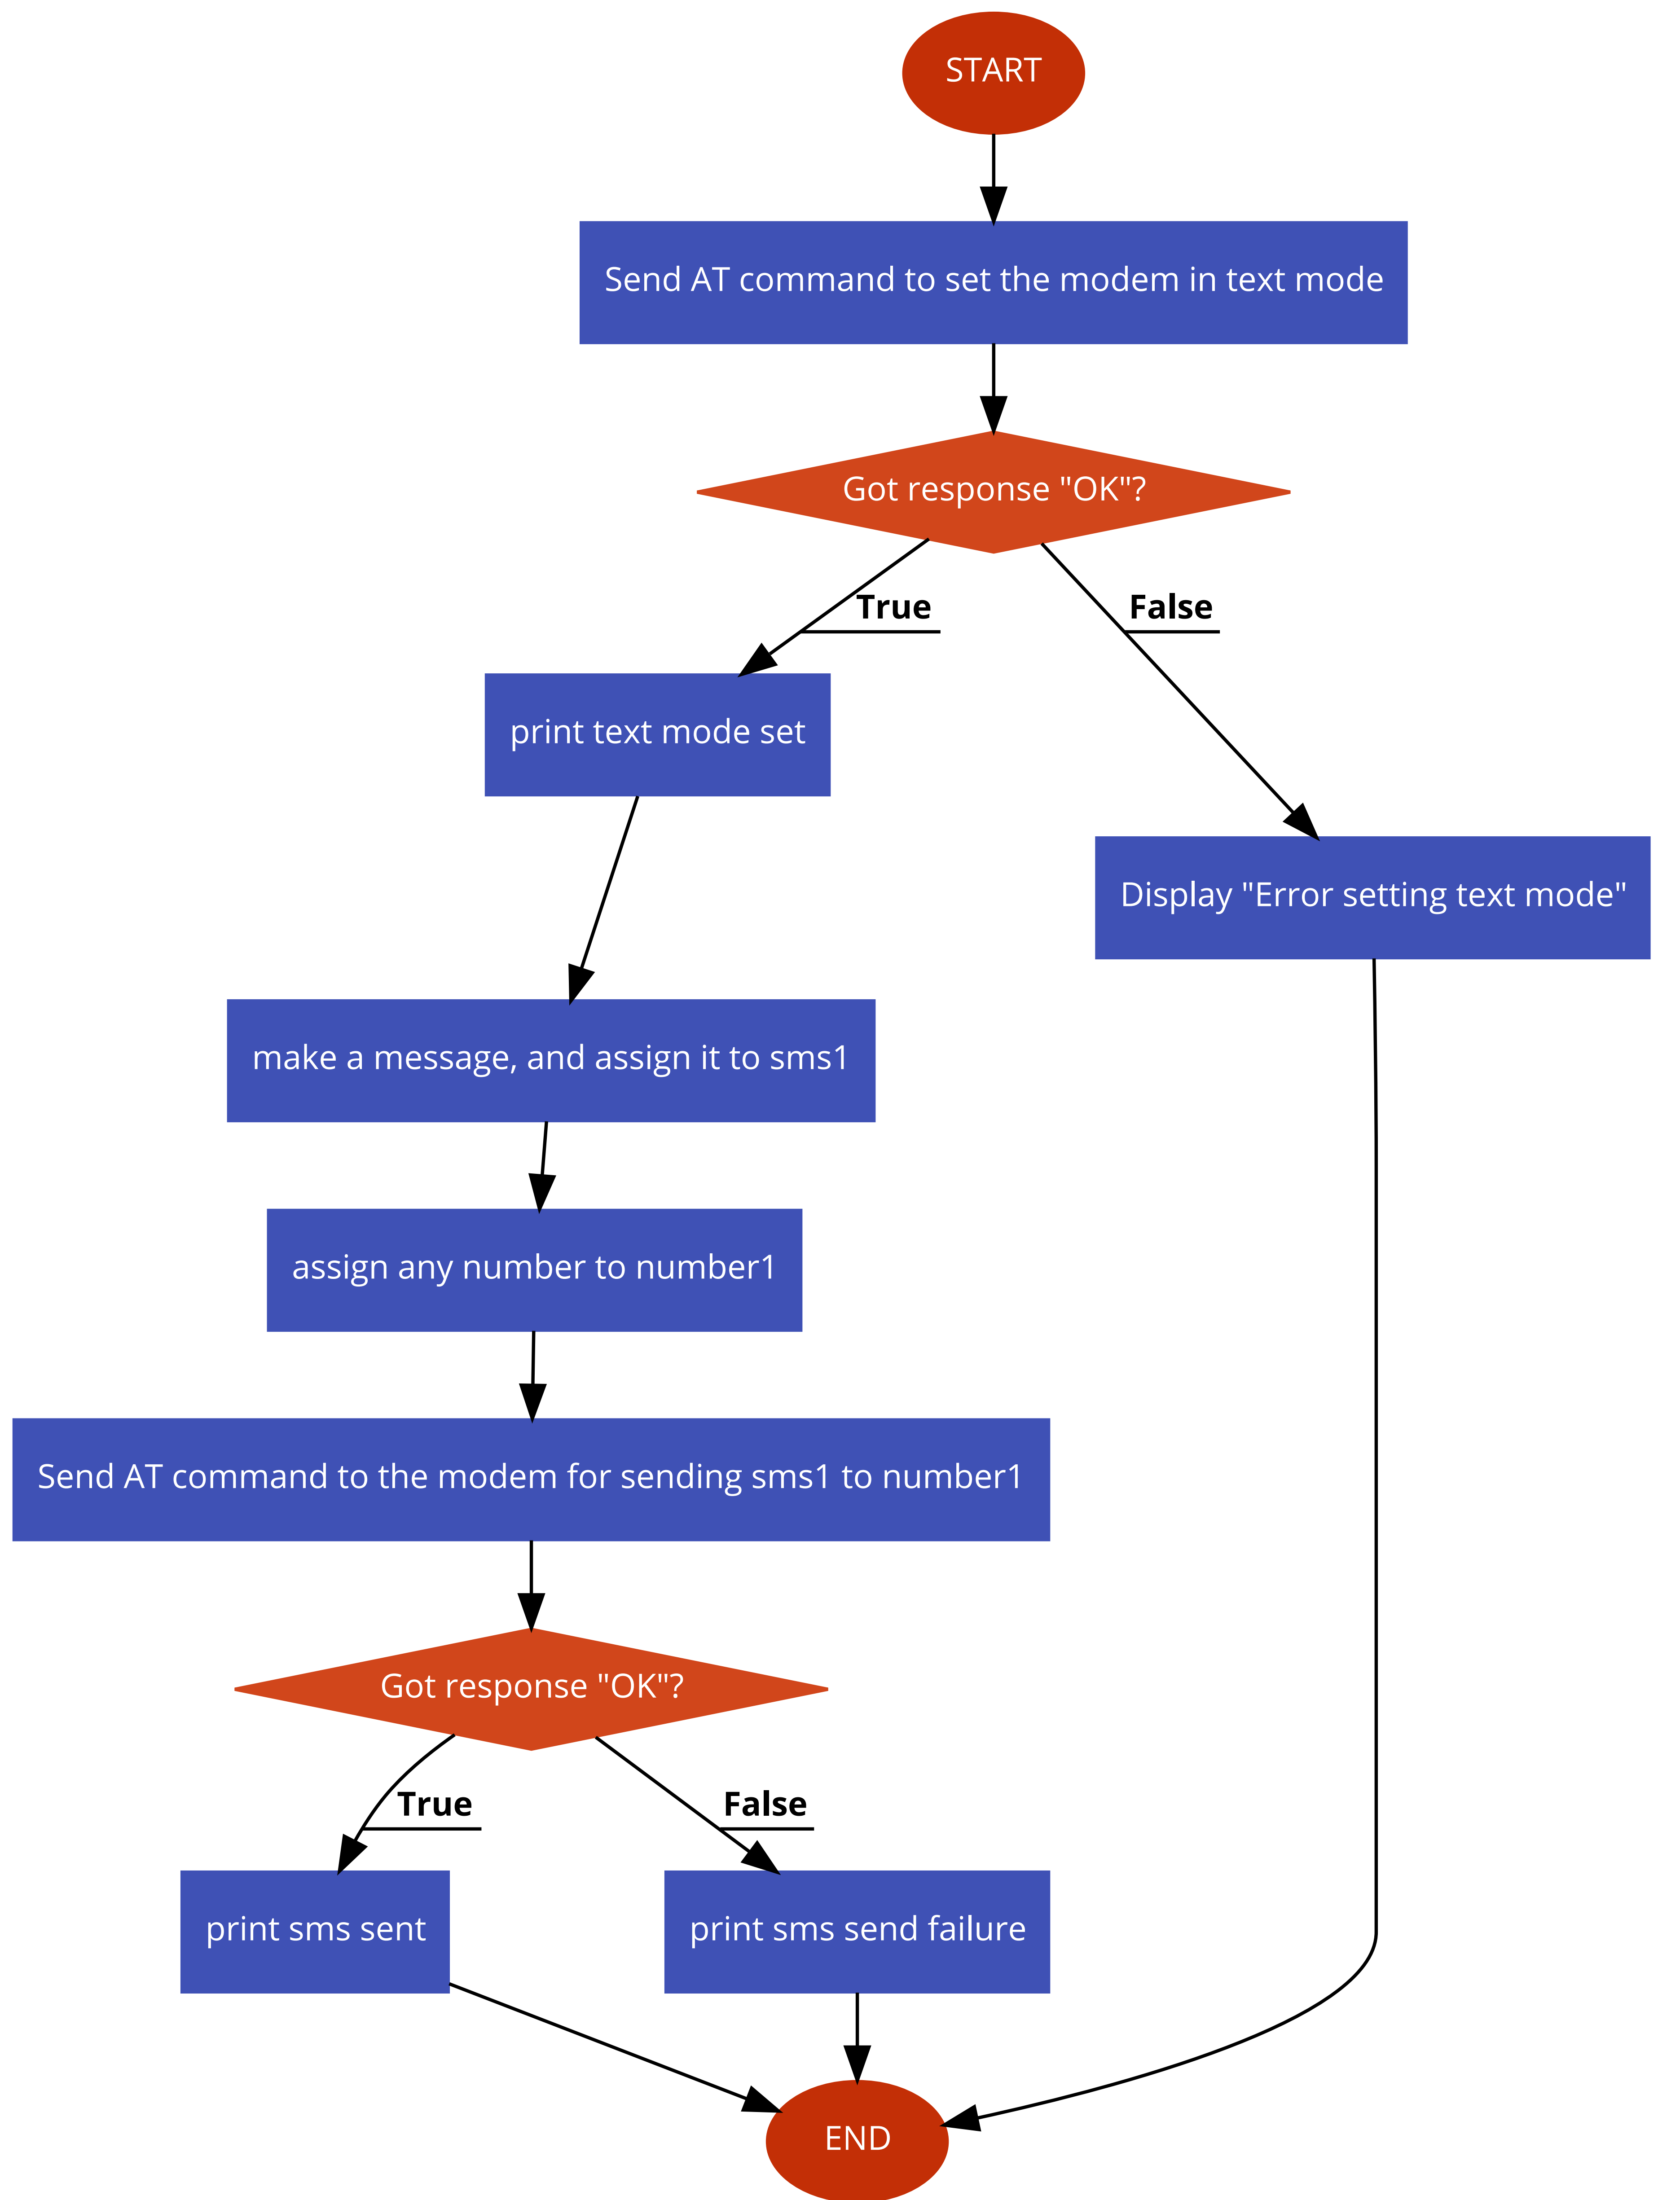 START
Send AT command to set the modem in text mode
Got response "OK"?
True
False
print text mode set
Display "Error setting text mode"
make a message, and assign it to sms1
assign any number to number1
Send AT command to the modem for sending sms1 to number1
Got response "OK"?
True
False
print sms sent
print sms send failure
END